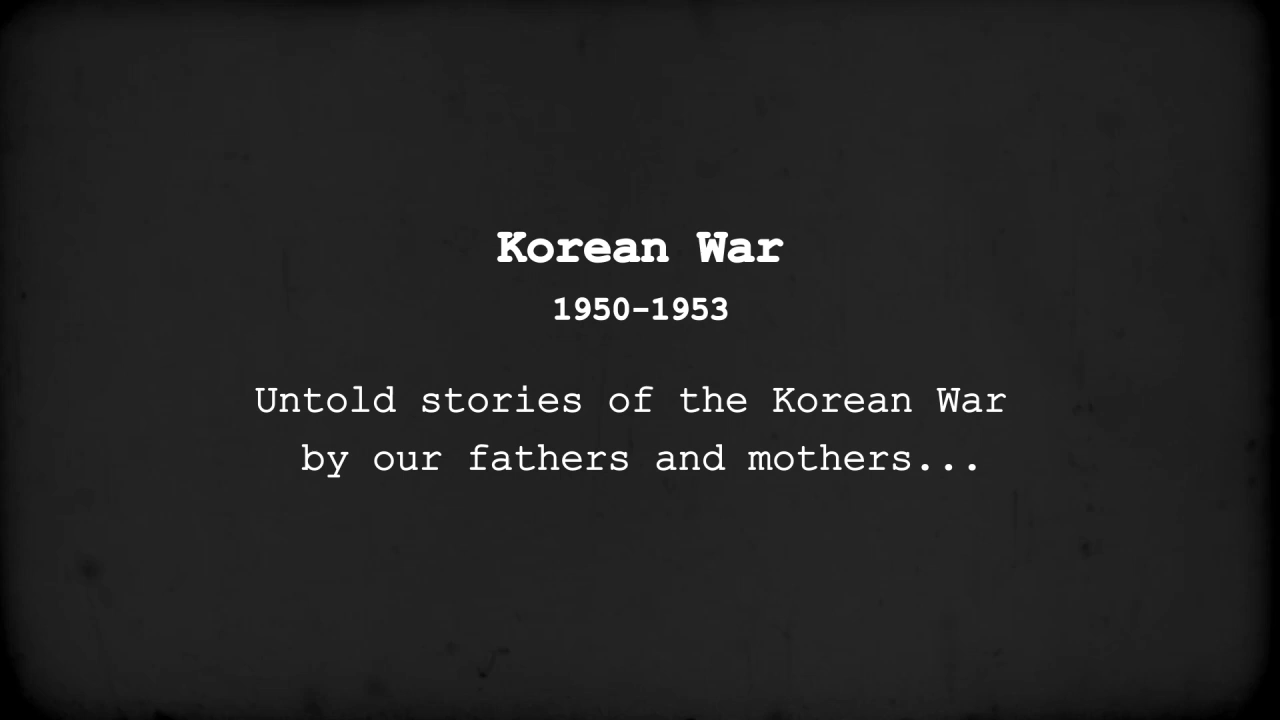 Korean War
1950-1953
Untold stories of the Korean War
by our fathers and mothers...